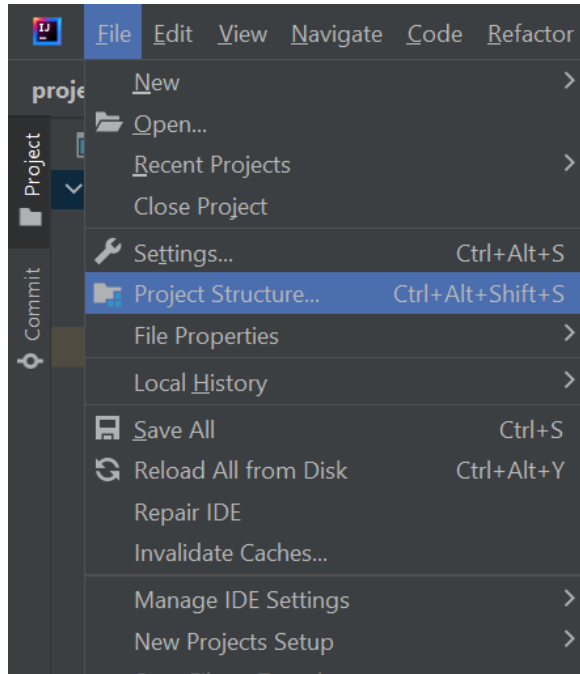 IJ
File Edit View Navigate Code Refactor
proje
Project
Commit
New
Open...
Recent Projects
Close Project
Settings... Ctrl+Alt+S
Project Structure... Ctrl+Alt+Shift+S
File Properties
Local History
Save All Ctrl+S
Reload All from Disk Ctrl+Alt+Y
Repair IDE
Invalidate Caches...
Manage IDE Settings
New Projects Setup